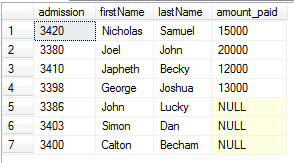 admission firstName lastName amount_paid
1 3420 Nicholas Samuel 15000
2 3380 Joel John 20000
3 3410 Japheth Becky 12000
4 3398 George Joshua 13000
5 3386 John Lucky NULL
6 3403 Simon Dan NULL
7 3400 Calton Becham NULL